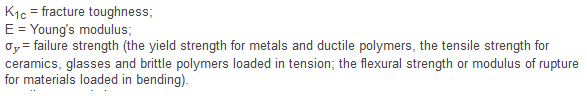 K1c = fracture toughness;
E = Young's modulus;
σy = failure strength (the yield strength for metals and ductile polymers, the tensile strength for
ceramics, glasses and brittle polymers loaded in tension; the flexural strength or modulus of rupture
for materials loaded in bending).